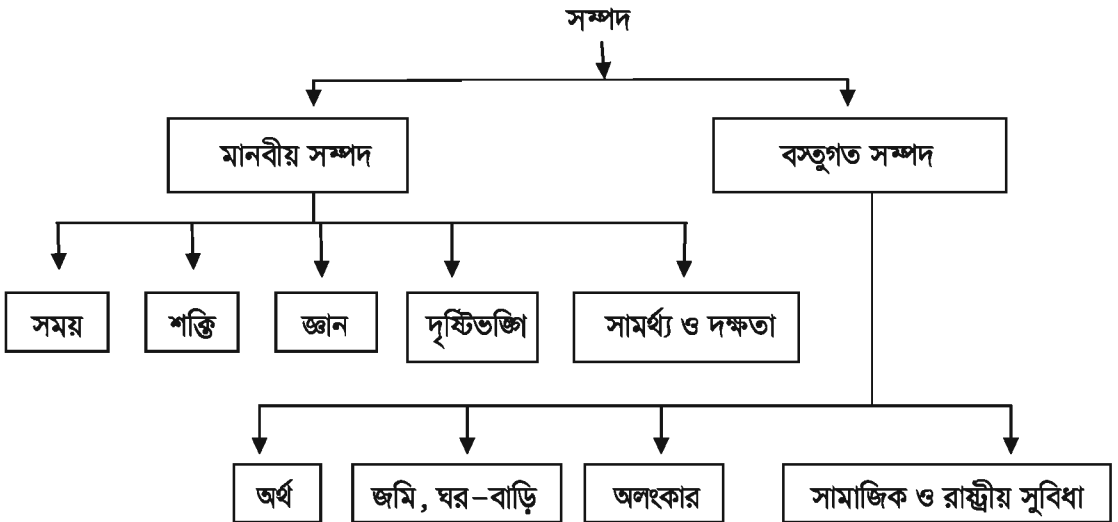 সম্পদ
মানবীয় সম্পদ
বস্তুগত সম্পদ
সময়
শক্তি
জ্ঞান
দৃষ্টিভঙ্গি
সামর্থ্য ও দক্ষতা
অর্থ
জমি, ঘর-বাড়ি
অলংকার
সামাজিক ও রাষ্ট্রীয় সুবিধা